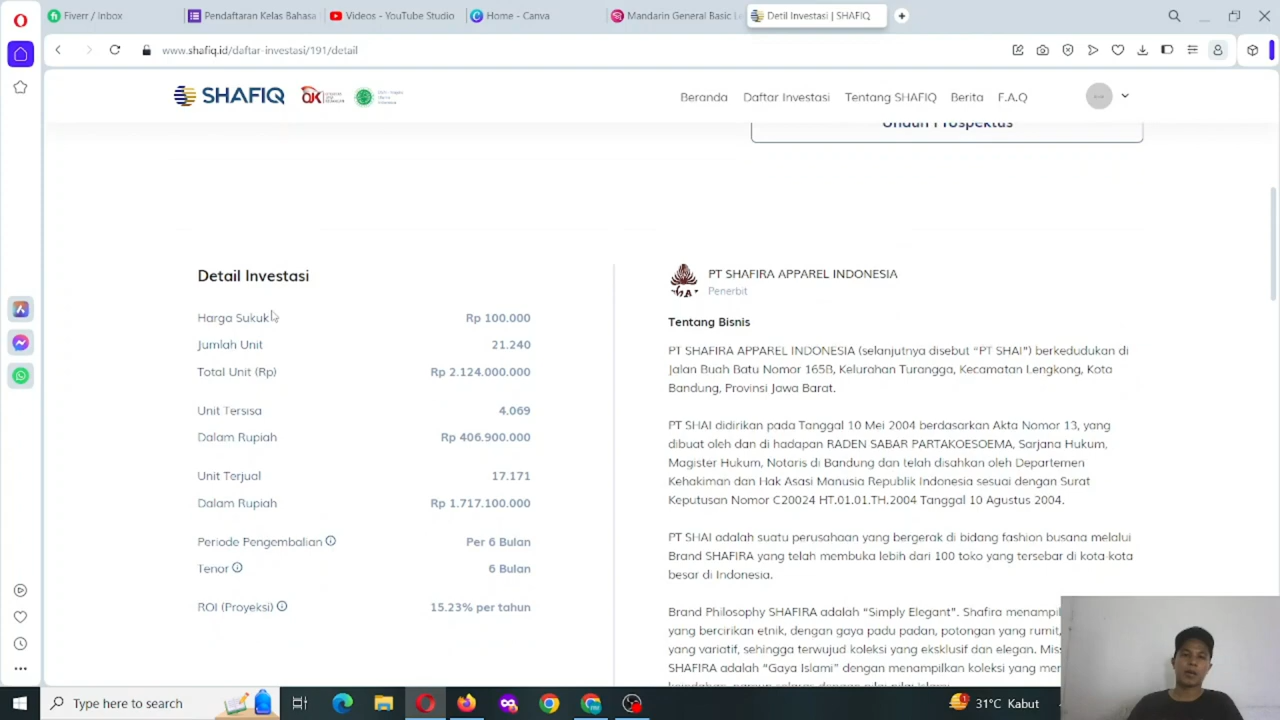 Fiverr / Inbox
Pendaftaran Kelas Bahasa
Videos - YouTube Studio
Home - Canva
Mandarin General Basic L
Detil Investasi | SHAFIQ
www.shafiq.id/daftar-investasi/191/detail
SHAFIQ
Beranda
Daftar Investasi
Tentang SHAFIQ
Berita
F.A.Q
Unduh Prospektus
Detail Investasi
Harga Sukuk Rp 100.000
Jumlah Unit 21.240
Total Unit (Rp) Rp 2.124.000.000
Unit Tersisa 4.069
Dalam Rupiah Rp 406.900.000
Unit Terjual 17.171
Dalam Rupiah Rp 1.717.100.000
Periode Pengembalian Per 6 Bulan
Tenor 6 Bulan
ROI (Proyeksi) 15.23% per tahun
PT SHAFIRA APPAREL INDONESIA
Penerbit
Tentang Bisnis
PT SHAFIRA APPAREL INDONESIA (selanjutnya disebut “PT SHAI”) berkedudukan di
Jalan Buah Batu Nomor 165B, Kelurahan Turangga, Kecamatan Lengkong, Kota
Bandung, Provinsi Jawa Barat.
PT SHAI didirikan pada Tanggal 10 Mei 2004 berdasarkan Akta Nomor 13, yang
dibuat oleh dan di hadapan RADEN SABAR PARTAKOESOEMA, Sarjana Hukum,
Magister Hukum, Notaris di Bandung dan telah disahkan oleh Departemen
Kehakiman dan Hak Asasi Manusia Republik Indonesia sesuai dengan Surat
Keputusan Nomor C20024 HT.01.01.TH.2004 Tanggal 10 Agustus 2004.
PT SHAI adalah suatu perusahaan yang bergerak di bidang fashion busana melalui
Brand SHAFIRA yang telah membuka lebih dari 100 toko yang tersebar di kota-kota
besar di Indonesia.
Brand Philosophy SHAFIRA adalah “Simply Elegant”. Shafira menampi
yang bercirikan etnik, dengan gaya padu padan, potongan yang rumit,
yang variatif, sehingga terwujud koleksi yang eksklusif dan elegan. Mis
SHAFIRA adalah “Gaya Islami” dengan menampilkan koleksi yang me
Type here to search
31°C Kabut